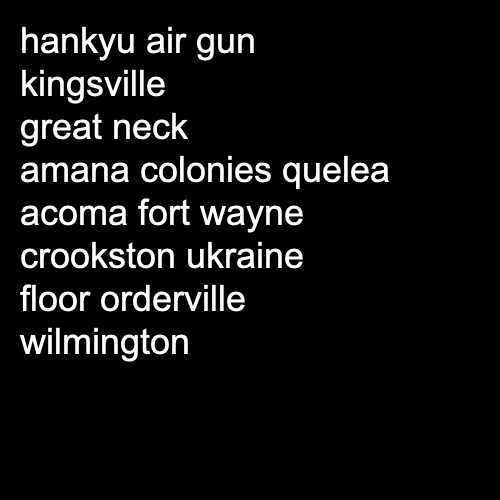 hankyu air gun
kingsville
great neck
amana colonies quelea
acoma fort wayne
crookston ukraine
floor orderville
wilmington